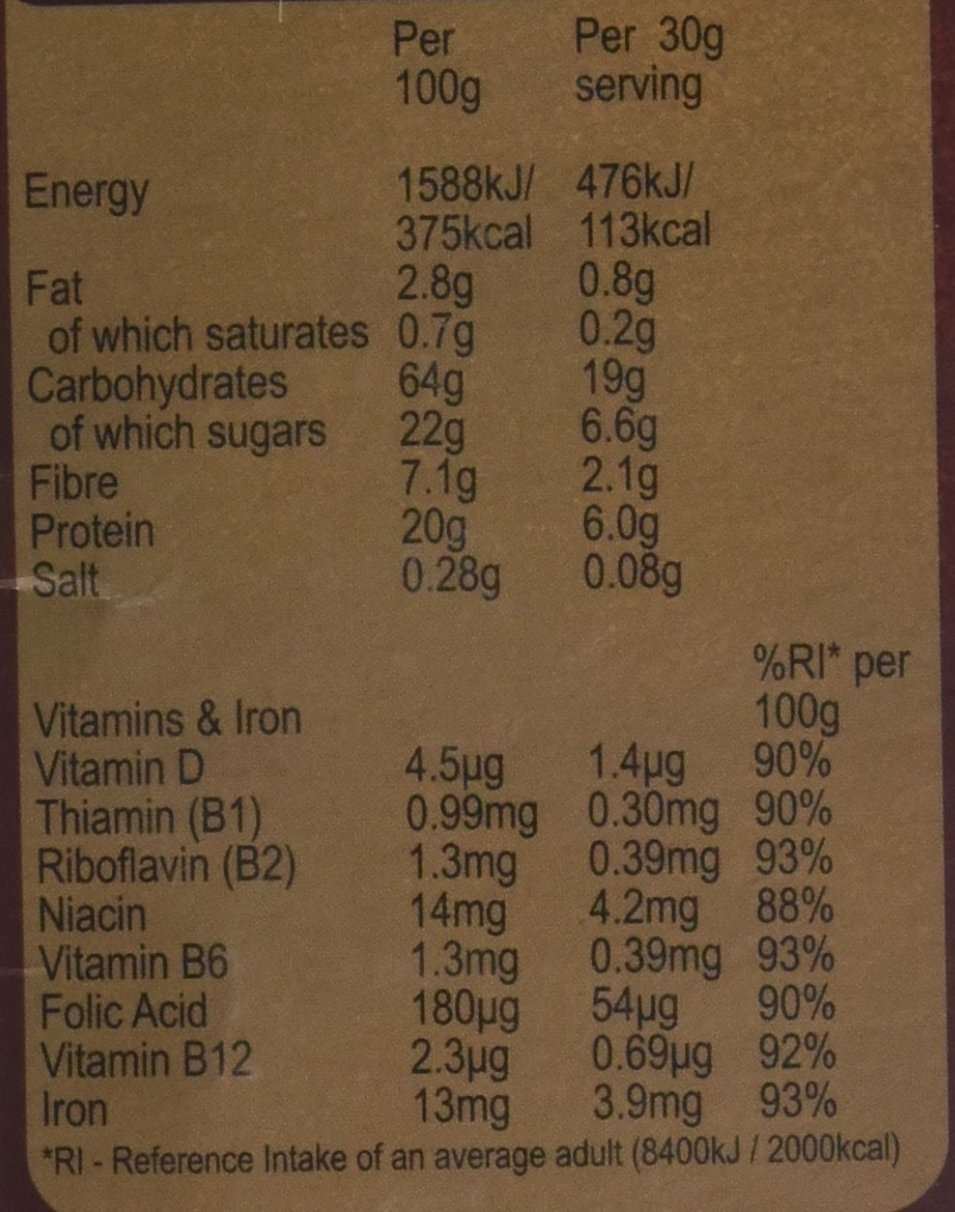 Per Per 30g
100g serving
Energy 1588kJ/ 476kJ/
375kcal 113kcal
Fat 2.8g 0.8g
of which saturates 0.7g 0.2g
Carbohydrates 64g 19g
of which sugars 22g 6.6g
Fibre 7.1g 2.1g
Protein 20g 6.0g
Salt 0.28g 0.08g
%RI* per
Vitamins & Iron 100g
Vitamin D 4.5µg 1.4µg 90%
Thiamin (B1) 0.99mg 0.30mg 90%
Riboflavin (B2) 1.3mg 0.39mg 93%
Niacin 14mg 4.2mg 88%
Vitamin B6 1.3mg 0.39mg 93%
Folic Acid 180µg 54µg 90%
Vitamin B12 2.3µg 0.69µg 92%
Iron 13mg 3.9mg 93%
*RI - Reference Intake of an average adult (8400kJ / 2000kcal)